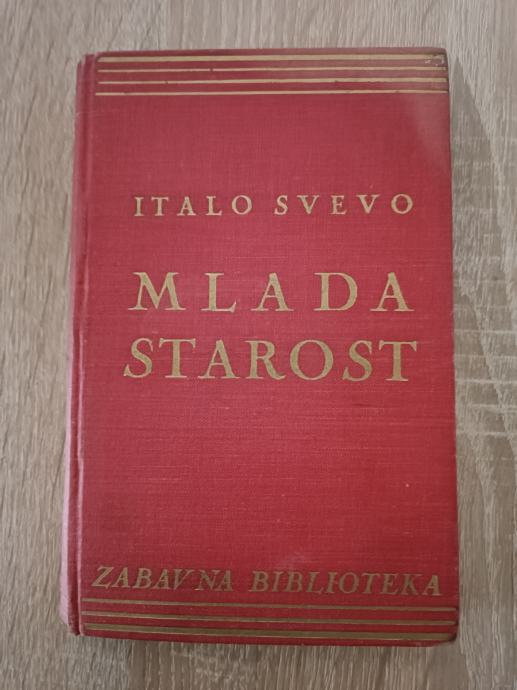 ITALO SVEVO
MLADA
STAROST
ZABAVNA BIBLIOTEKA